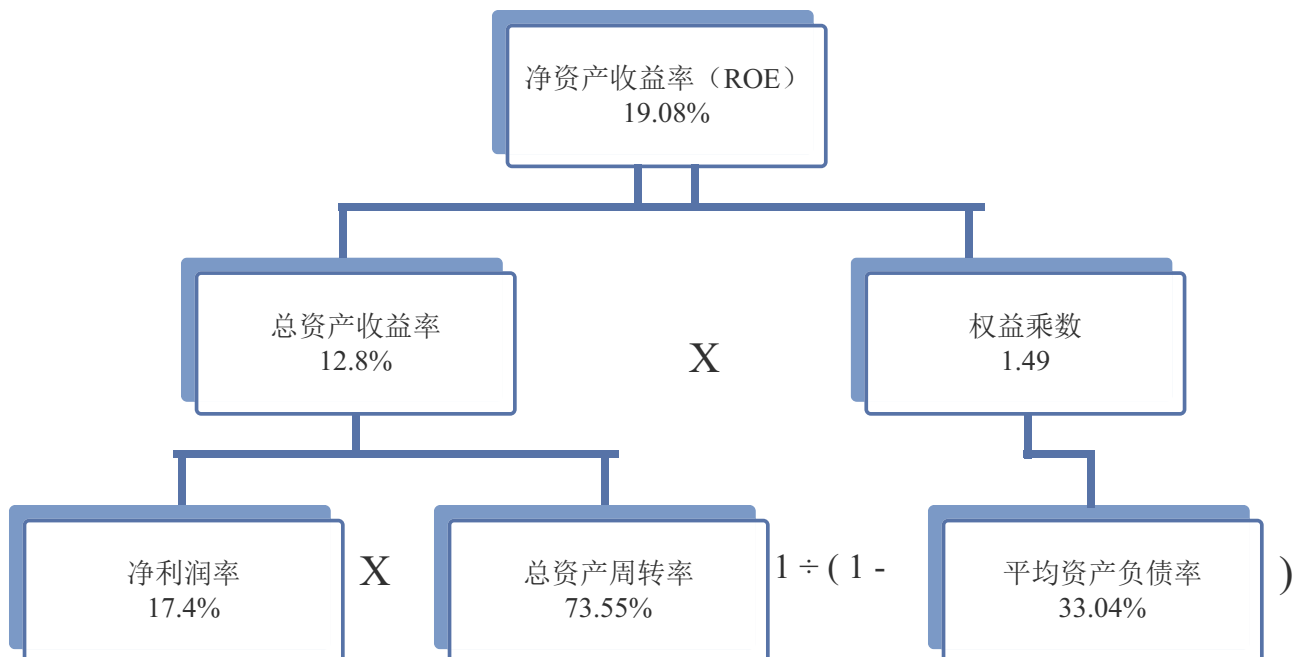 净资产收益率（ROE）
19.08%
总资产收益率
12.8%
X
权益乘数
1.49
净利润率
17.4%
X
总资产周转率
73.55%
1 ÷ ( 1 -
平均资产负债率
33.04%
)